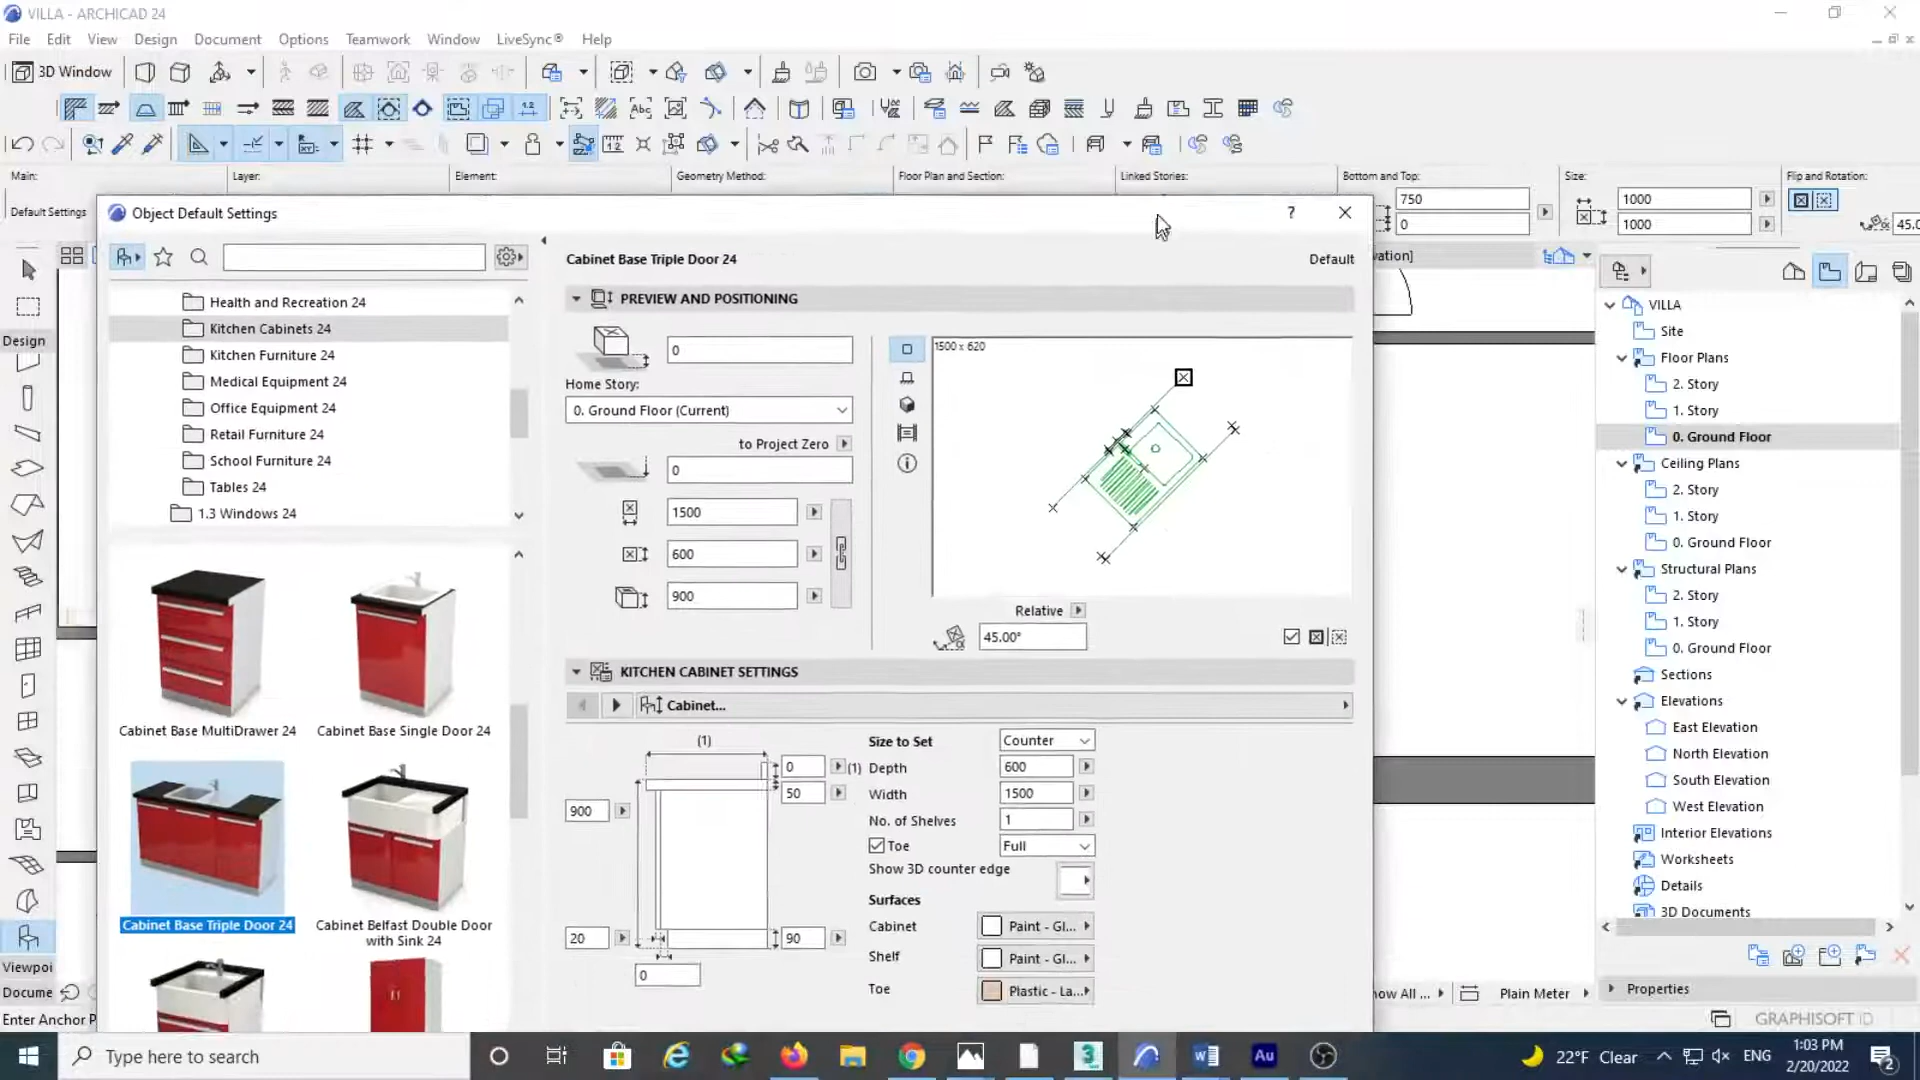 VILLA - ARCHICAD 24
File Edit View Design Document Options Teamwork Window LiveSync® Help
3D Window
Main: Layer: Element: Geometry Method: Floor Plan and Section: Linked Stories: Bottom and Top: Size: Flip and Rotation:
750 1000
Default Settings
0 1000 45.0
Object Default Settings
?
Cabinet Base Triple Door 24 Default
Health and Recreation 24
Kitchen Cabinets 24
Kitchen Furniture 24
Medical Equipment 24
Office Equipment 24
Retail Furniture 24
School Furniture 24
Tables 24
1.3 Windows 24
Cabinet Base MultiDrawer 24
Cabinet Base Single Door 24
Cabinet Base Triple Door 24
Cabinet Belfast Double Door
with Sink 24
PREVIEW AND POSITIONING
0
Home Story:
0. Ground Floor (Current)
to Project Zero
0
1500
600
900
1500 x 620
Relative
45.00°
KITCHEN CABINET SETTINGS
Cabinet...
(1)
0 (1)
50
900
20
90
0
Size to Set Counter
Depth 600
Width 1500
No. of Shelves 1
Toe Full
Show 3D counter edge
Surfaces
Cabinet Paint - Gl...
Shelf Paint - Gl...
Toe Plastic - La...
vation]
VILLA
Site
Floor Plans
2. Story
1. Story
0. Ground Floor
Ceiling Plans
2. Story
1. Story
0. Ground Floor
Structural Plans
2. Story
1. Story
0. Ground Floor
Sections
Elevations
East Elevation
North Elevation
South Elevation
West Elevation
Interior Elevations
Worksheets
Details
3D Documents
Properties
GRAPHISOFT ID
Design
Viewpoi
Docume
Enter Anchor P
how All ... Plain Meter
Type here to search
22°F Clear
ENG
1:03 PM
2/20/2022
2